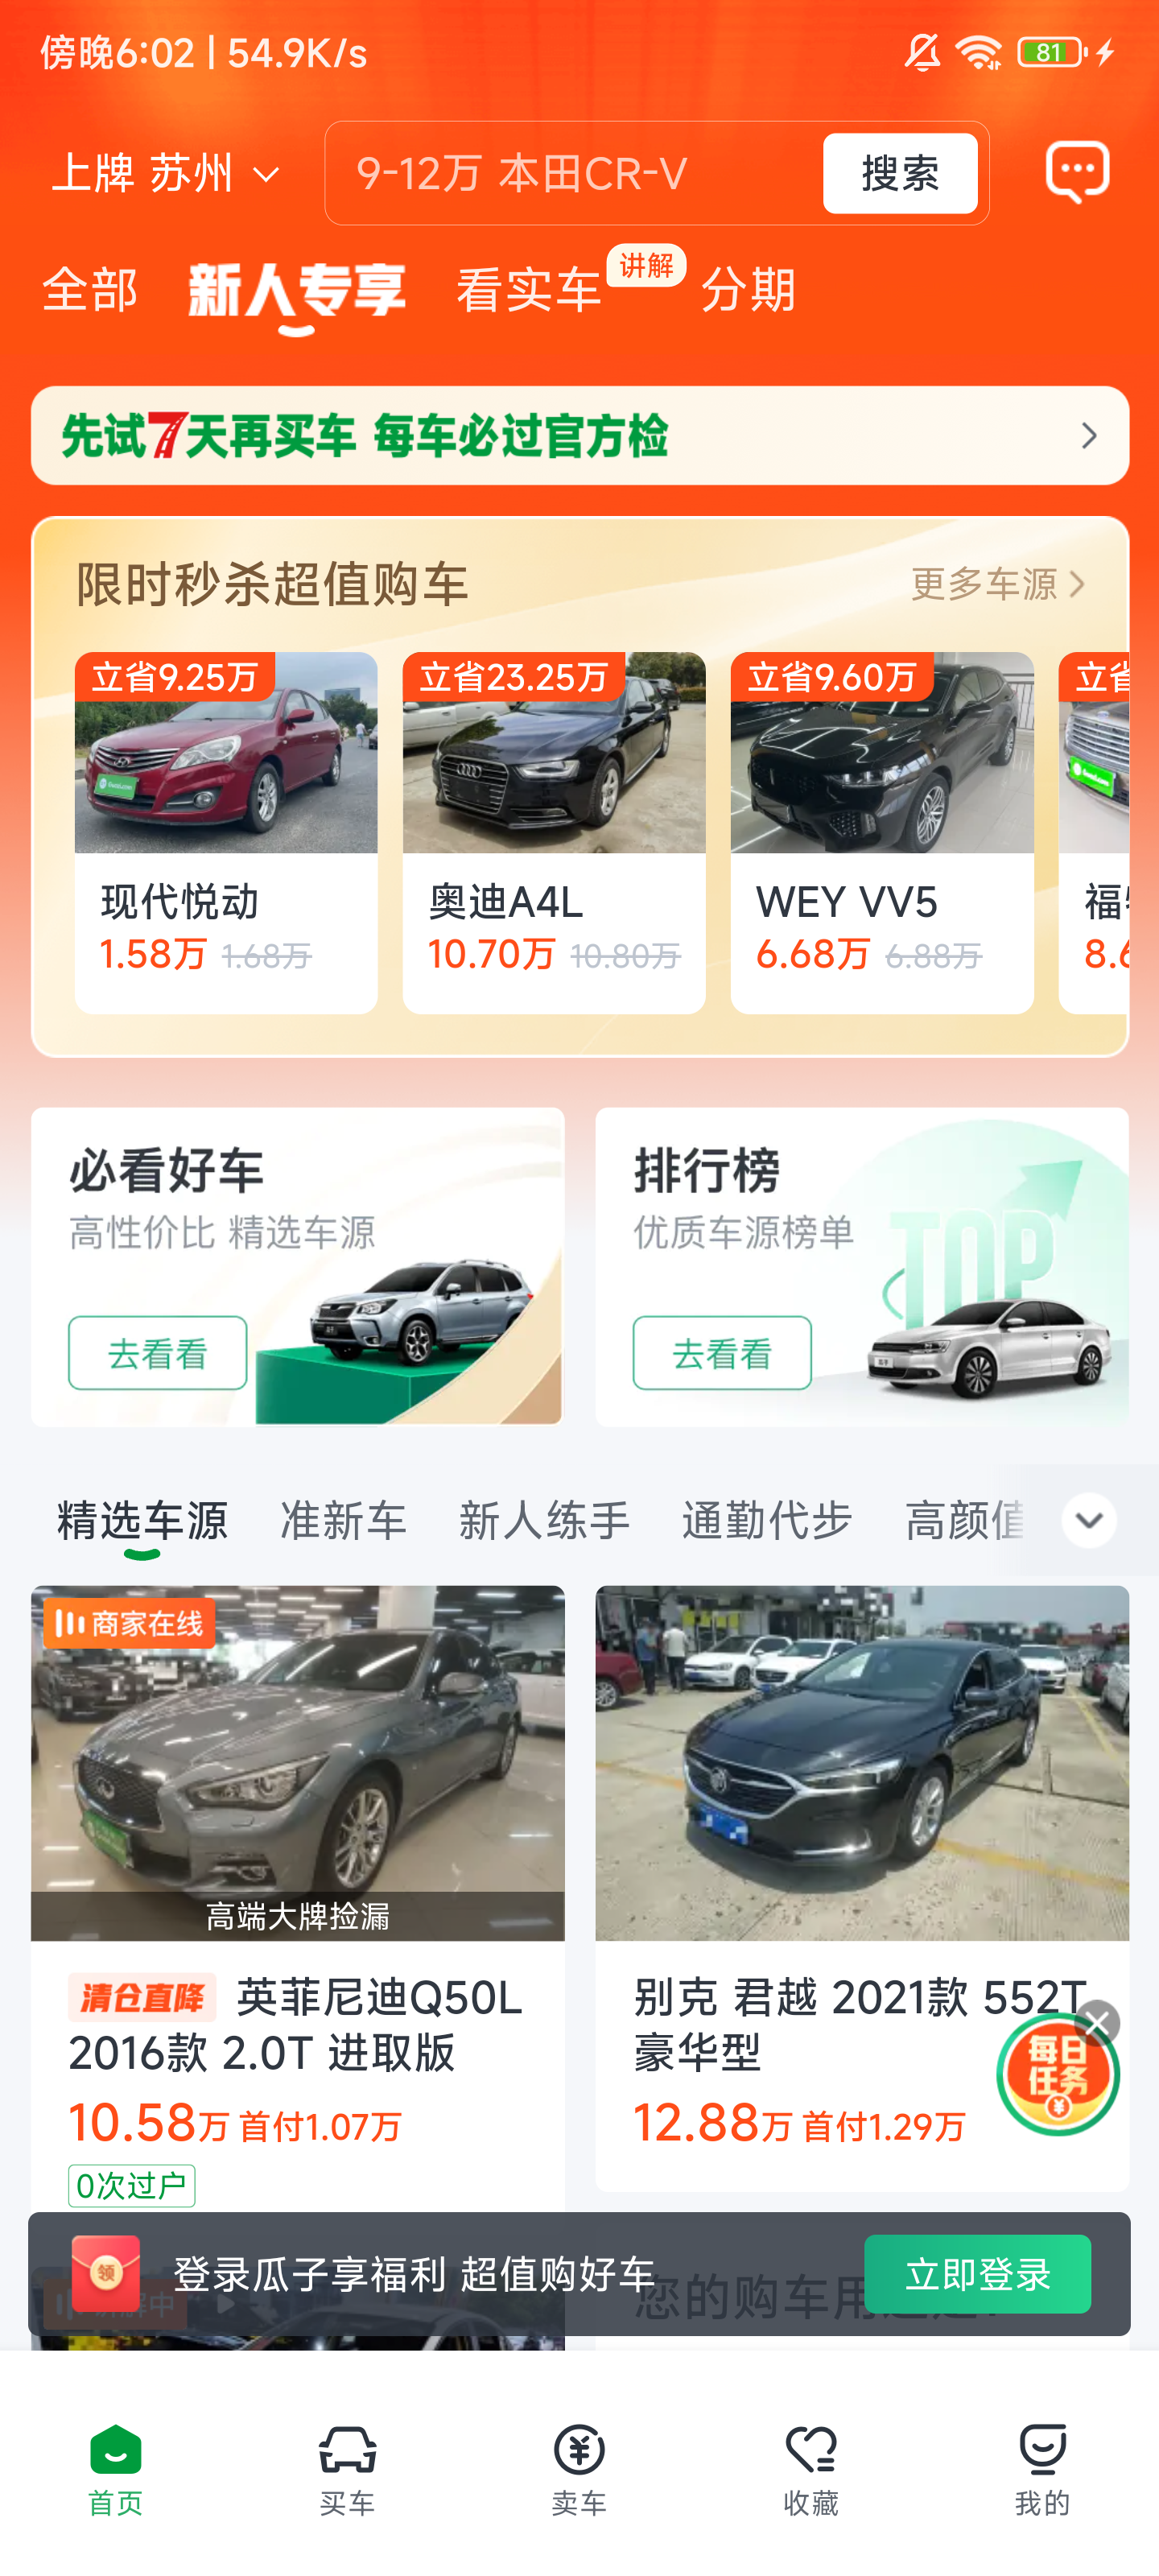 傍晚6:02 | 54.9K/s
81
上牌 苏州
9-12万 本田CR-V
搜索
全部
新人专享
看实车
讲解
分期
先试7天再买车 每车必过官方检
限时秒杀超值购车
更多车源
立省9.25万
立省23.25万
立省9.60万
立省
现代悦动
奥迪A4L
WEY VV5
1.58万 1.68万
10.70万 10.80万
6.68万 6.88万
必看好车
高性价比 精选车源
去看看
排行榜
优质车源榜单
TOP
去看看
精选车源
准新车
新人练手
通勤代步
高颜值
商家在线
高端大牌捡漏
清仓直降 英菲尼迪Q50L
2016款 2.0T 进取版
10.58万 首付1.07万
0次过户
别克 君越 2021款 552T
豪华型
12.88万 首付1.29万
每日
任务
领
登录瓜子享福利 超值购好车
立即登录
您的购车用
首页
买车
卖车
收藏
我的